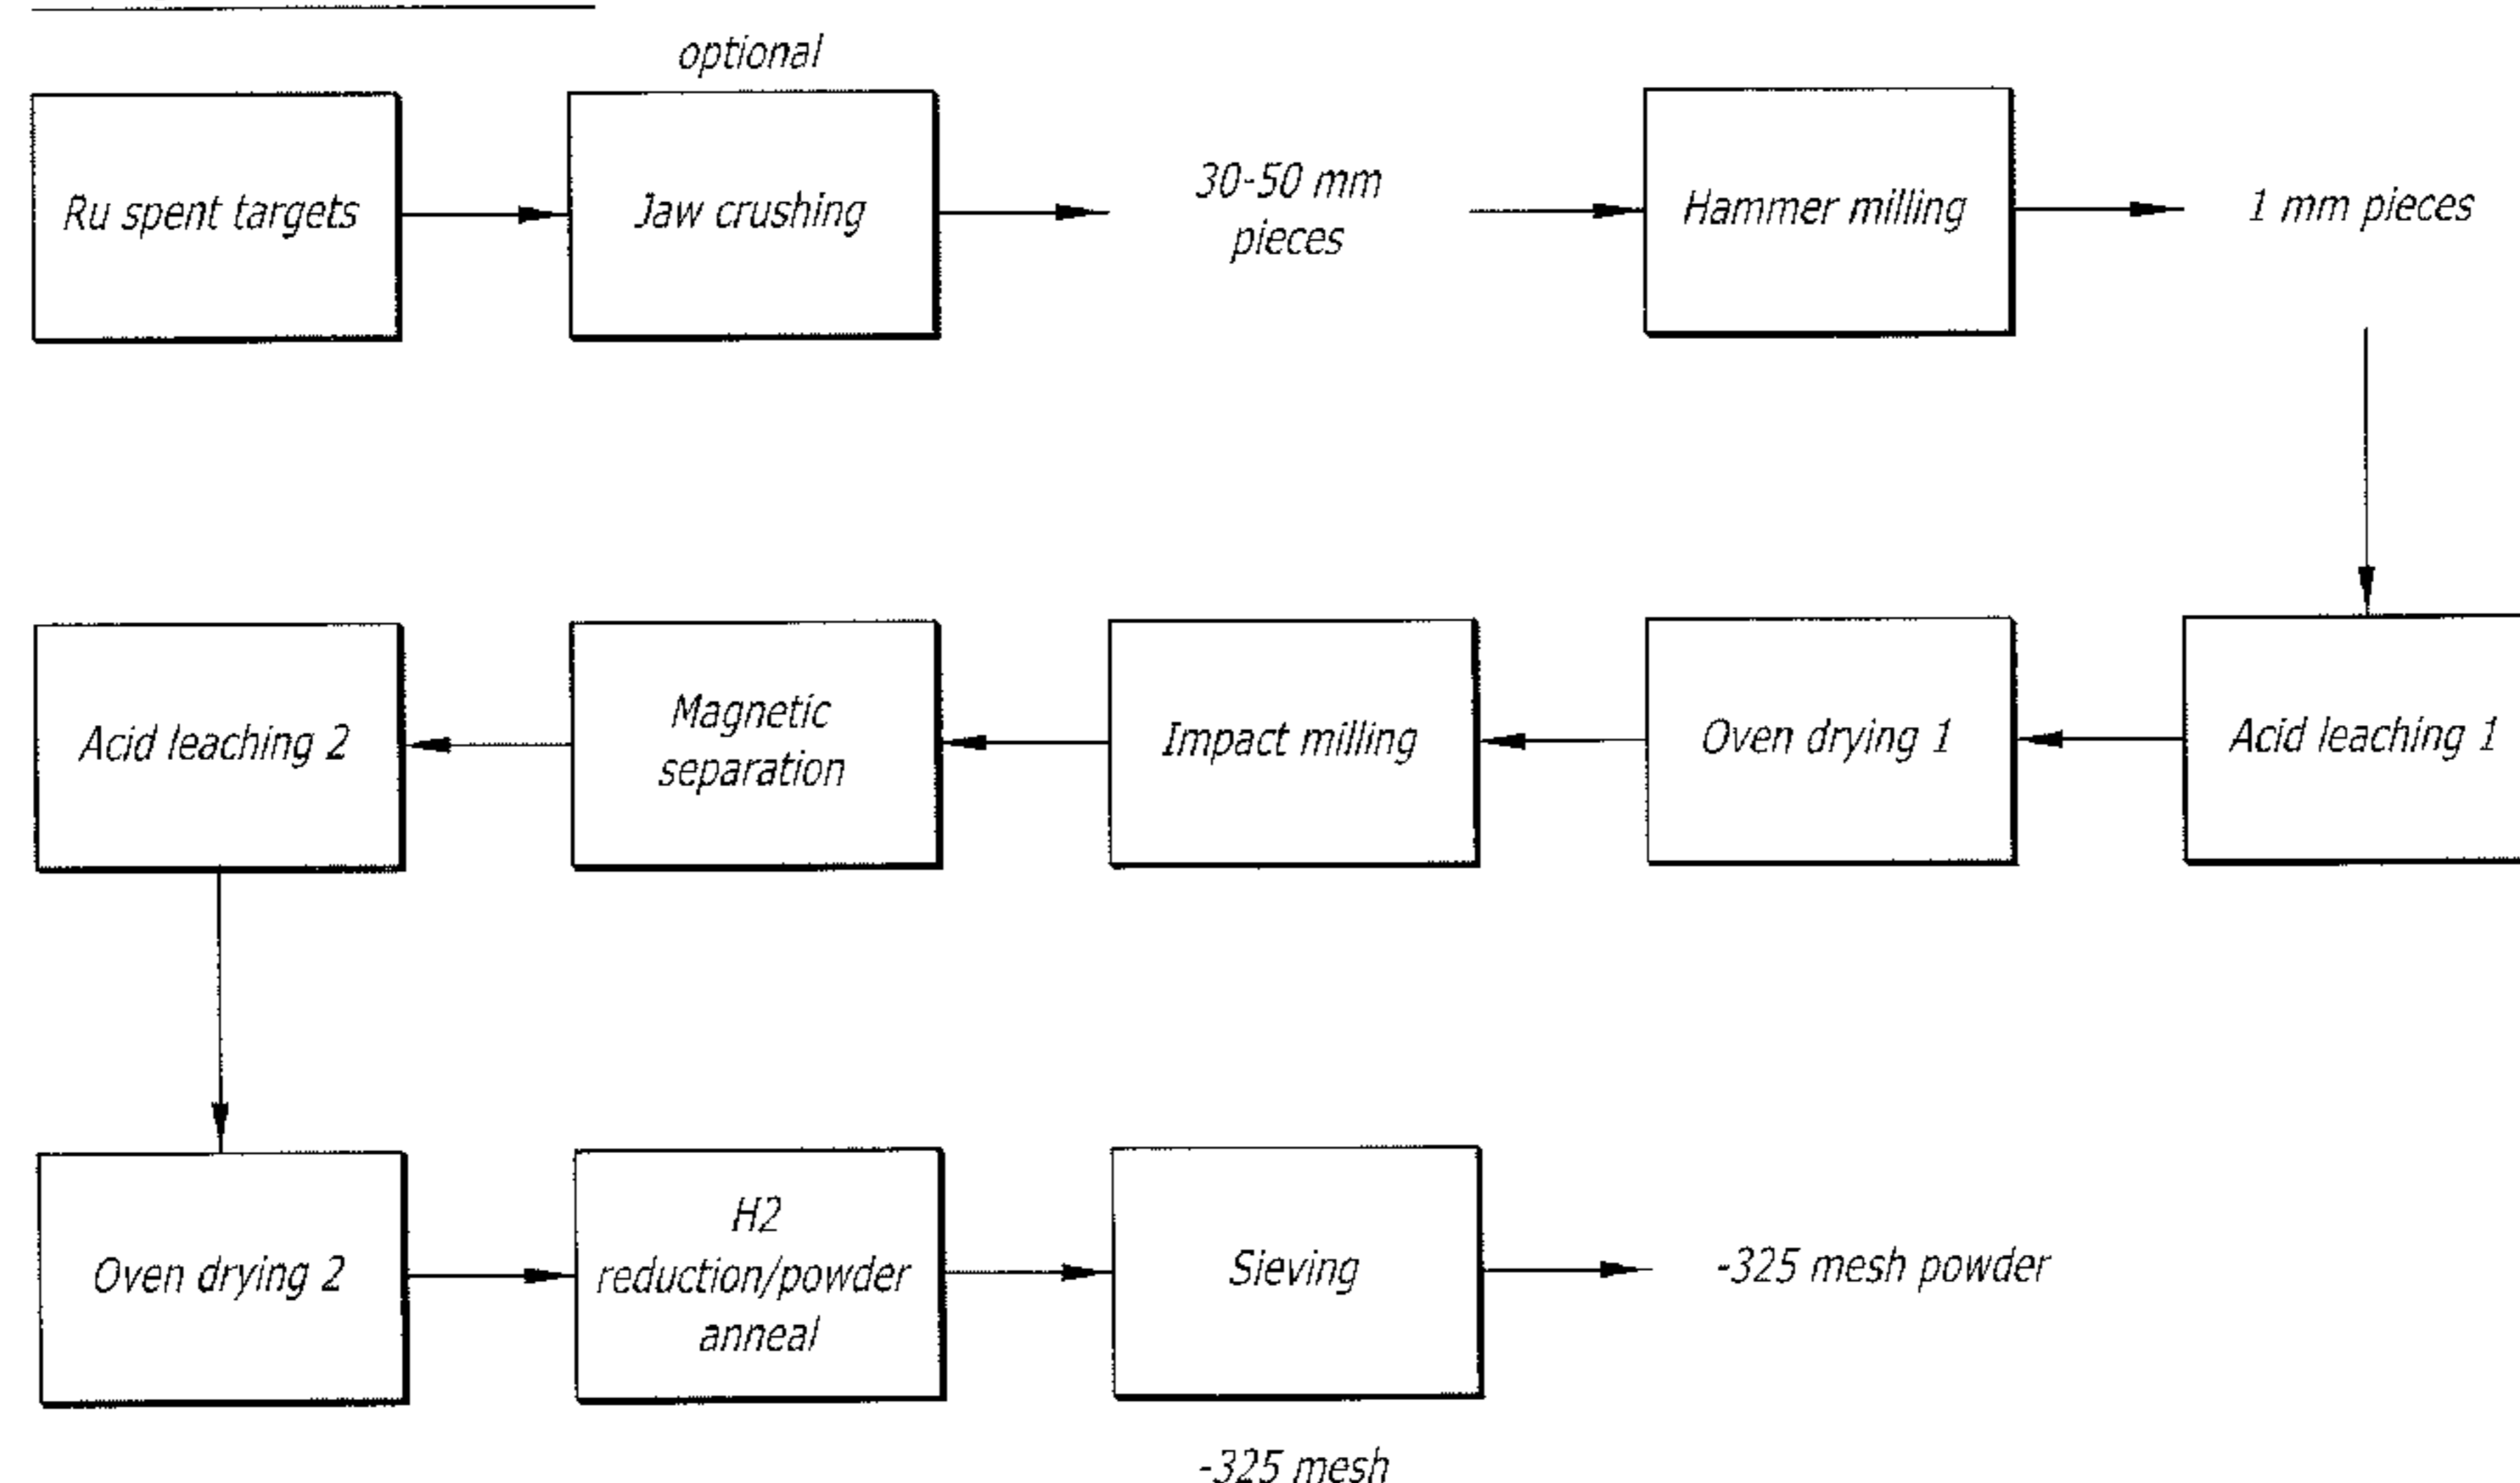 optional
Ru spent targets
Jaw crushing
30-50 mm
pieces
Hammer milling
1 mm pieces
Acid leaching 2
Magnetic
separation
Impact milling
Oven drying 1
Acid leaching 1
Oven drying 2
H2
reduction/powder
anneal
Sieving
-325 mesh powder
-325 mesh